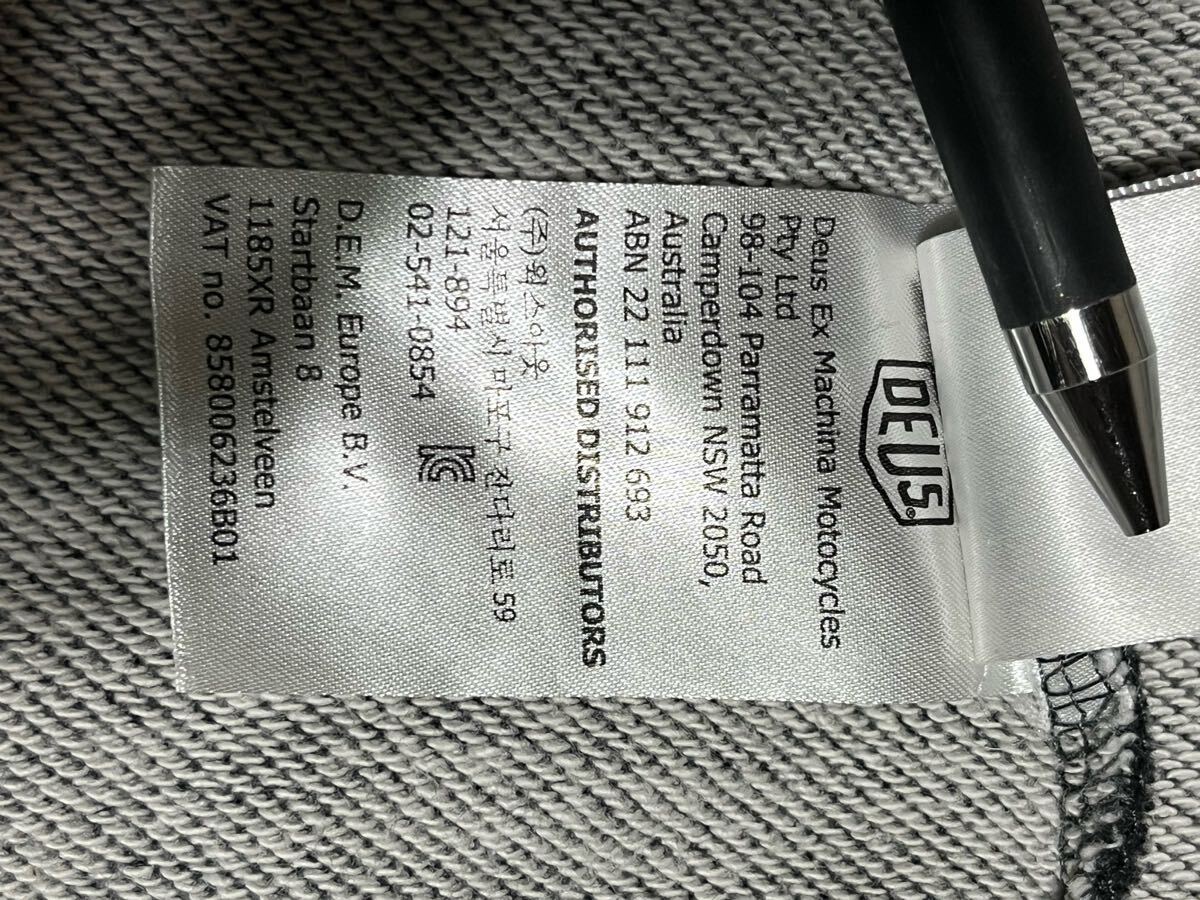 DEUS®
Deus Ex Machina Motocycles
Pty Ltd
98-104 Parramatta Road
Camperdown NSW 2050,
Australia
ABN 22 111 912 693
AUTHORISED DISTRIBUTORS
(주)웍스아웃
서울특별시 마포구 잔다리로 59
121-894
02-541-0854
D.E.M. Europe B.V.
Startbaan 8
1185XR Amstelveen
VAT no. 858006236B01